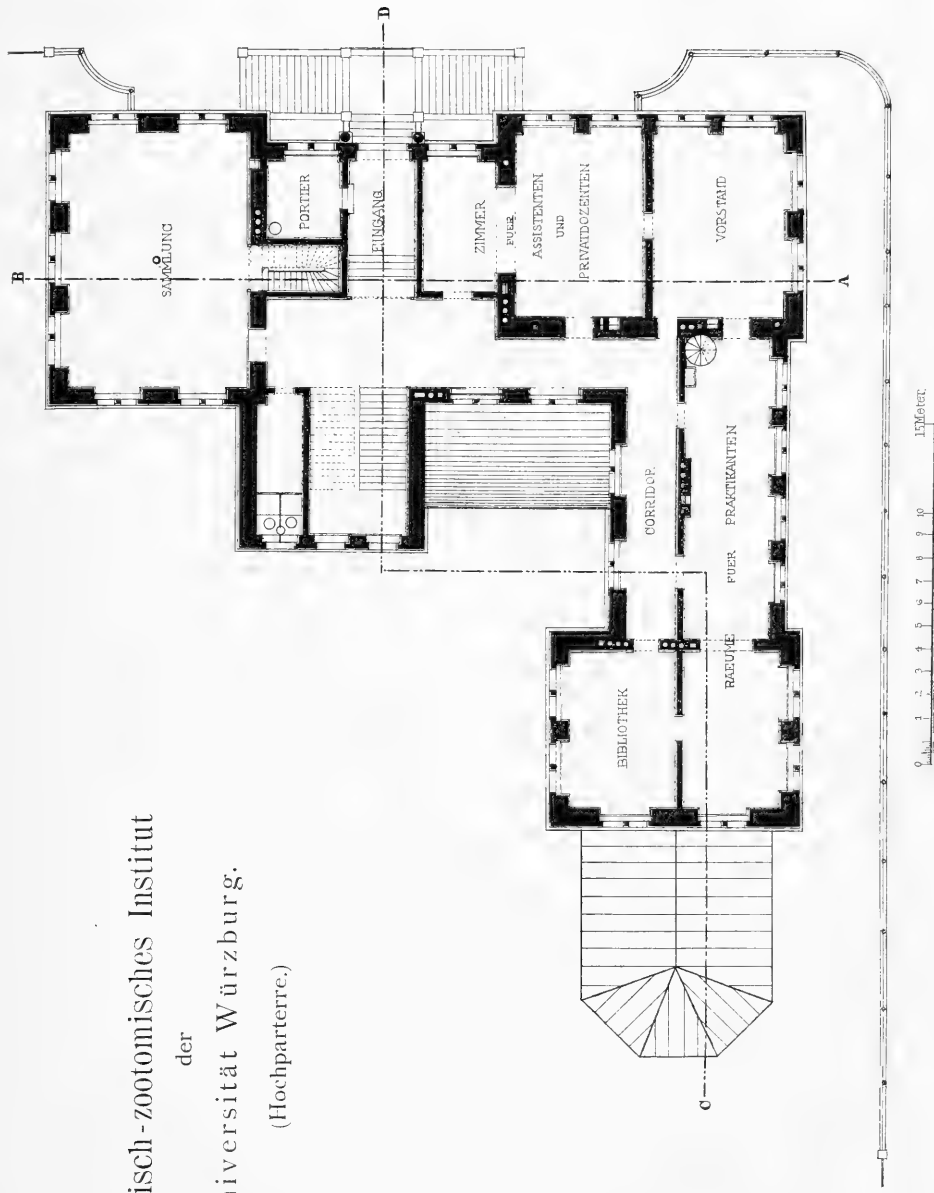 isch-zootomisches Institut
der
iversität Würzburg.
(Hochparterre.)
D
B
SAMMLUNG
PORTIER
EINGANG
ZIMMER
FUER
ASSISTENTEN
UND
PRIVATDOZENTEN
VORSTAND
A
CORRIDOR.
RAEUME FUER PRAKTIKANTEN
BIBLIOTHEK
C
0 1 2 3 4 5 6 7 8 9 10 15 Meter.